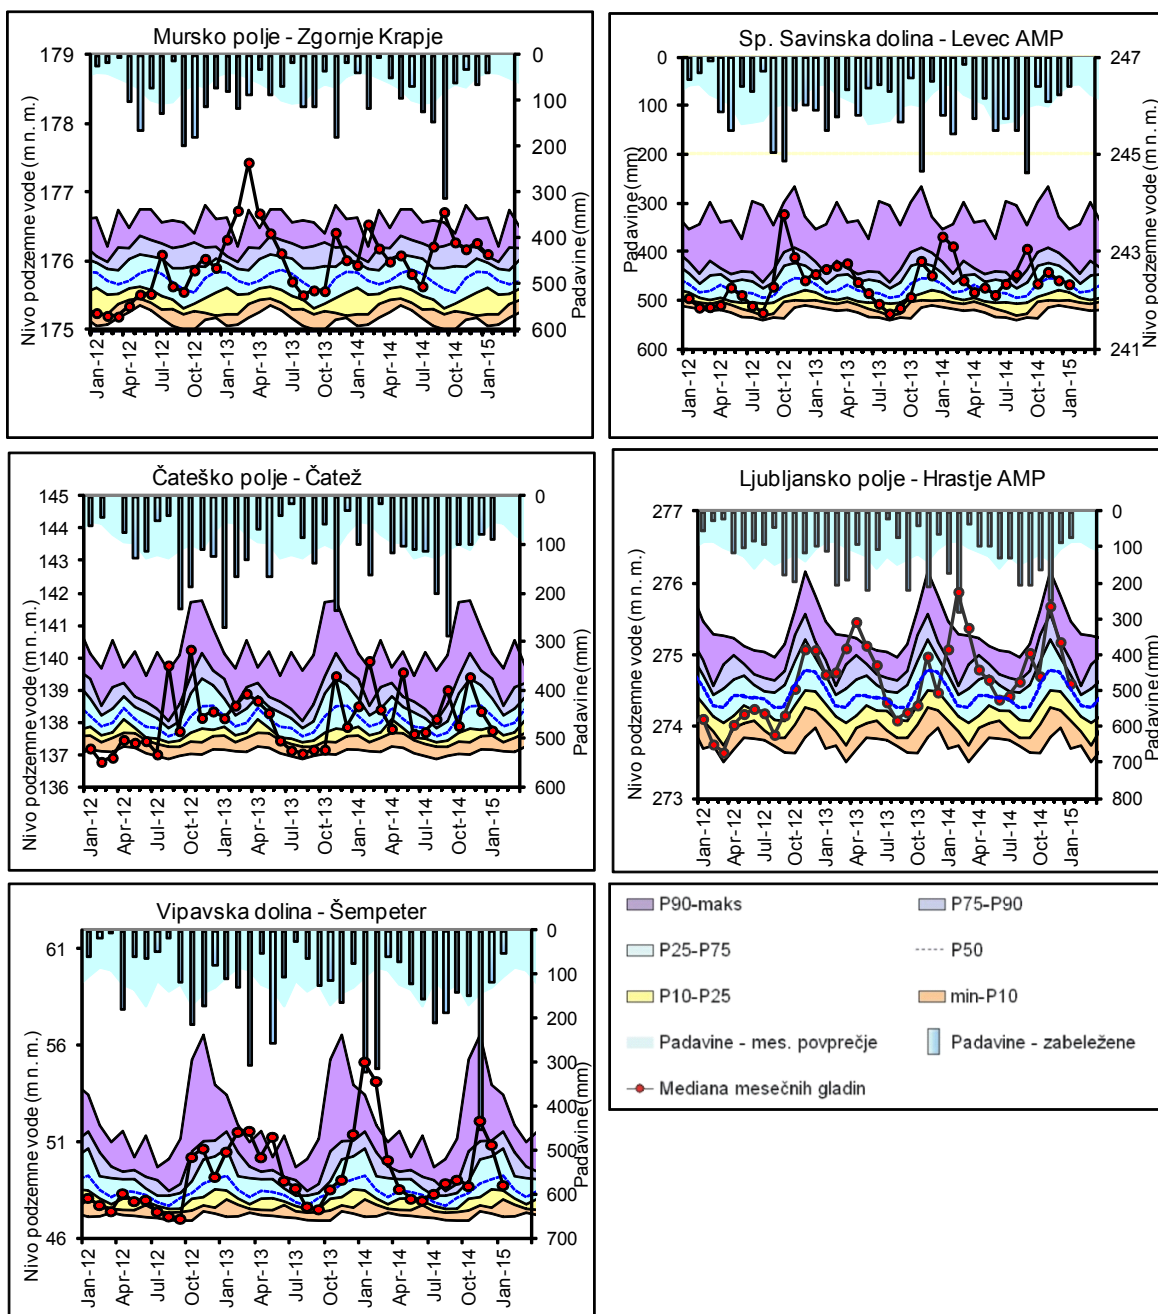 Mursko polje - Zgornje Krapje
179
178
177
176
175
0
100
200
300
400
500
600
Nivo podzemne vode (m n. m.)
Padavine (mm)
Jan-12
Apr-12
Jul-12
Oct-12
Jan-13
Apr-13
Jul-13
Oct-13
Jan-14
Apr-14
Jul-14
Oct-14
Jan-15
Sp. Savinska dolina - Levec AMP
0
100
200
300
400
500
600
247
245
243
241
Padavine (mm)
Nivo podzemne vode (m n. m.)
Jan-12
Apr-12
Jul-12
Oct-12
Jan-13
Apr-13
Jul-13
Oct-13
Jan-14
Apr-14
Jul-14
Oct-14
Jan-15
Čateško polje - Čatež
145
144
143
142
141
140
139
138
137
136
0
100
200
300
400
500
600
Nivo podzemne vode (m n. m.)
Padavine (mm)
Jan-12
Apr-12
Jul-12
Oct-12
Jan-13
Apr-13
Jul-13
Oct-13
Jan-14
Apr-14
Jul-14
Oct-14
Jan-15
Ljubljansko polje - Hrastje AMP
277
276
275
274
273
0
100
200
300
400
500
600
700
800
Nivo podzemne vode (m n. m.)
Padavine (mm)
Jan-12
Apr-12
Jul-12
Oct-12
Jan-13
Apr-13
Jul-13
Oct-13
Jan-14
Apr-14
Jul-14
Oct-14
Jan-15
Vipavska dolina - Šempeter
61
56
51
46
0
100
200
300
400
500
600
700
Nivo podzemne vode (m n. m.)
Padavine (mm)
Jan-12
Apr-12
Jul-12
Oct-12
Jan-13
Apr-13
Jul-13
Oct-13
Jan-14
Apr-14
Jul-14
Oct-14
Jan-15
P90-maks
P75-P90
P25-P75
P50
P10-P25
min-P10
Padavine - mes. povprečje
Padavine - zabeležene
Mediana mesečnih gladin